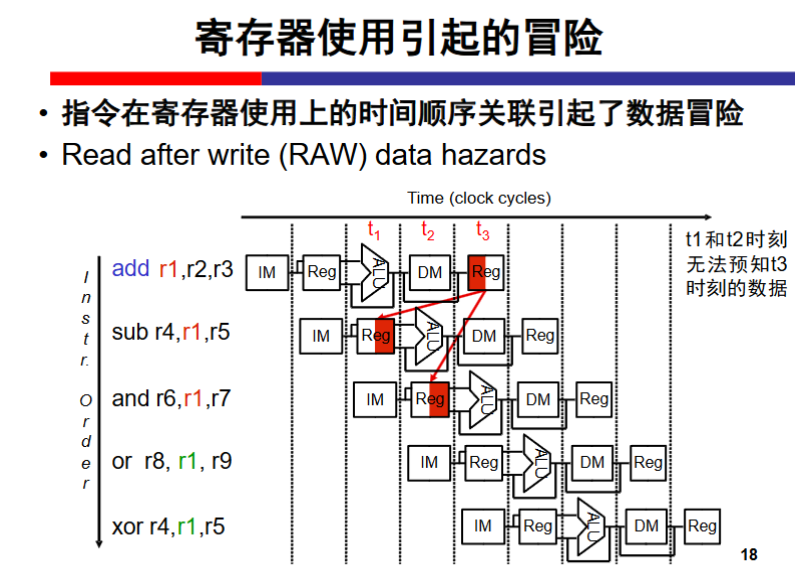 寄存器使用引起的冒险
• 指令在寄存器使用上的时间顺序关联引起了数据冒险
• Read after write (RAW) data hazards
Time (clock cycles)
t1 t2 t3
t1和t2时刻
无法预知t3
时刻的数据
Instr. Order
add r1,r2,r3 IM Reg ALU DM Reg
sub r4,r1,r5 IM Reg ALU DM Reg
and r6,r1,r7 IM Reg ALU DM Reg
or r8, r1, r9 IM Reg ALU DM Reg
xor r4,r1,r5 IM Reg ALU DM Reg
18